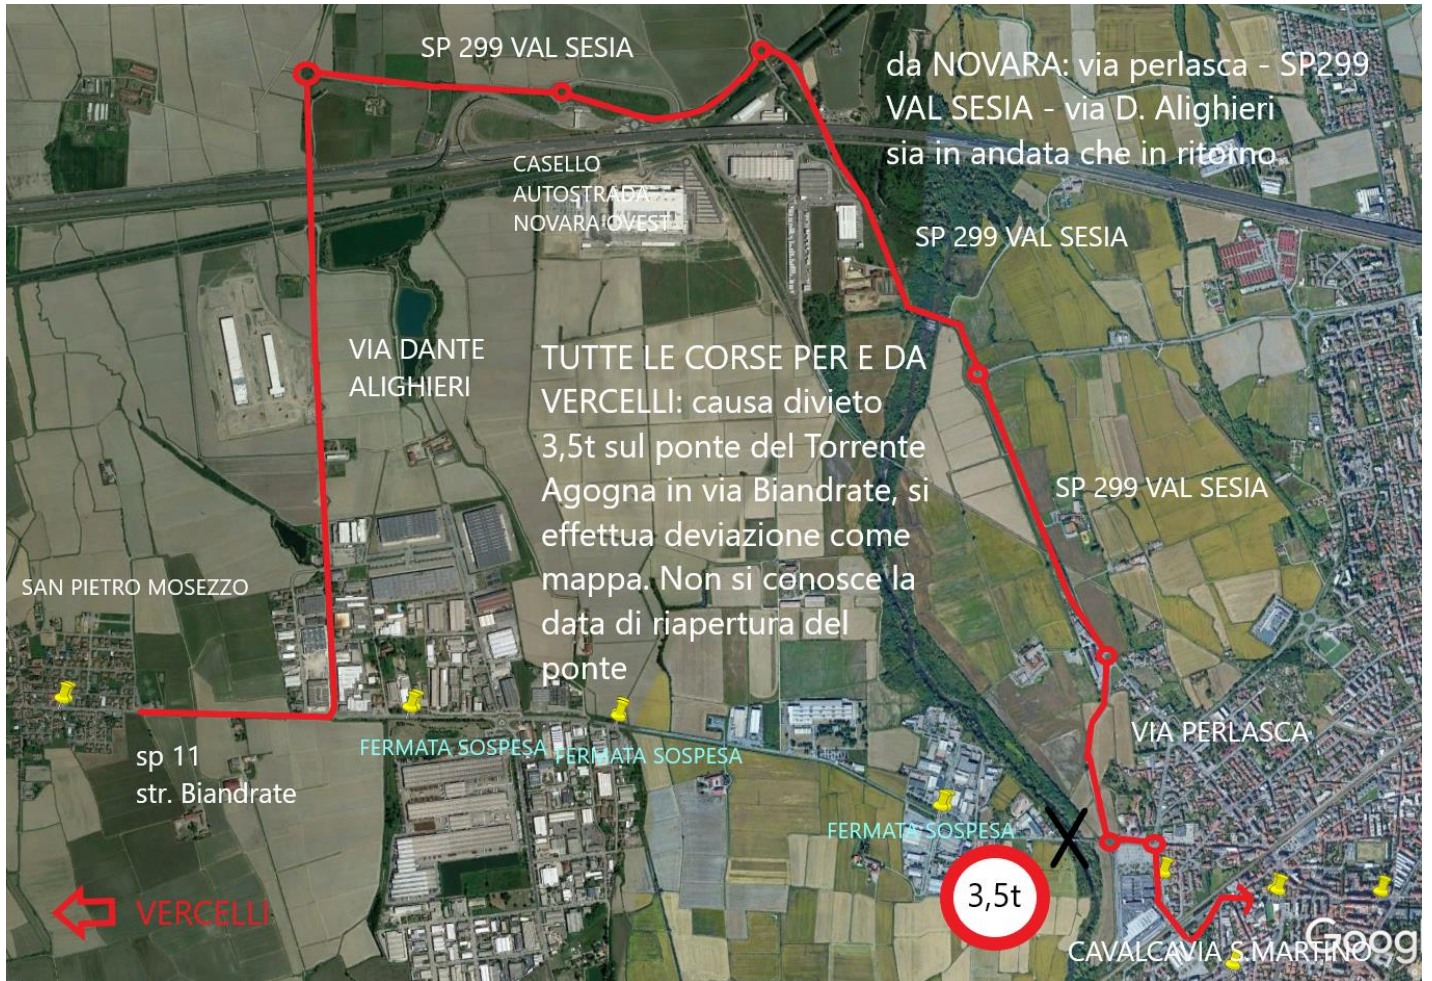 SP 299 VAL SESIA
da NOVARA: via perlasca - SP299
VAL SESIA - via D. Alighieri
sia in andata che in ritorno
CASELLO
AUTOSTRADA
NOVARA OVEST
SP 299 VAL SESIA
VIA DANTE
ALIGHIERI
TUTTE LE CORSE PER E DA
VERCELLI: causa divieto
3,5t sul ponte del Torrente
Agogna in via Biandrate, si
effettua deviazione come
mappa. Non si conosce la
data di riapertura del
ponte
SP 299 VAL SESIA
SAN PIETRO MOSEZZO
VIA PERLASCA
sp 11
str. Biandrate
FERMATA SOSPESA
FERMATA SOSPESA
FERMATA SOSPESA
3,5t
VERCELLI
CAVALCAVIA S.MARTINO
Goog